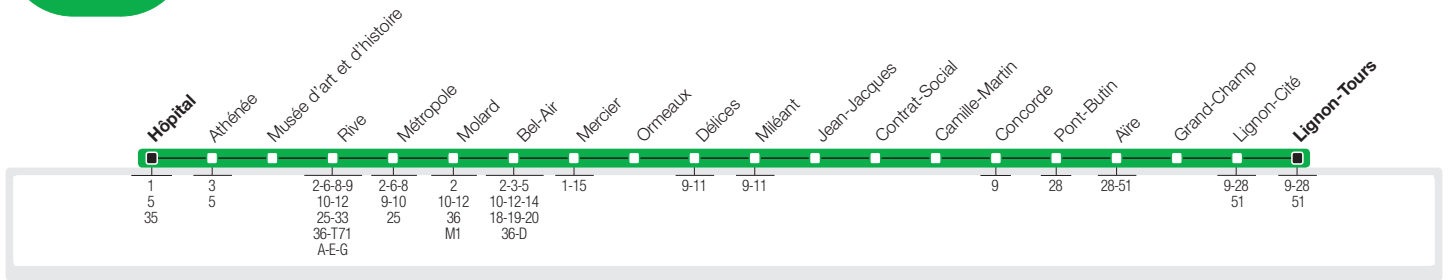 Hôpital
Athénée
Musée d'art et d'histoire
Rive
Métropole
Molard
Bel-Air
Mercier
Ormeaux
Délices
Miléant
Jean-Jacques
Contrat-Social
Camille-Martin
Concorde
Pont-Butin
Aïre
Grand-Champ
Lignon-Cité
Lignon-Tours
1
5
35
3
5
2-6-8-9
10-12
25-33
36-T71
A-E-G
2-6-8
9-10
25
2
10-12
36
M1
2-3-5
10-12-14
18-19-20
36-D
1-15
9-11
9-11
9
28
28-51
9-28
51
9-28
51